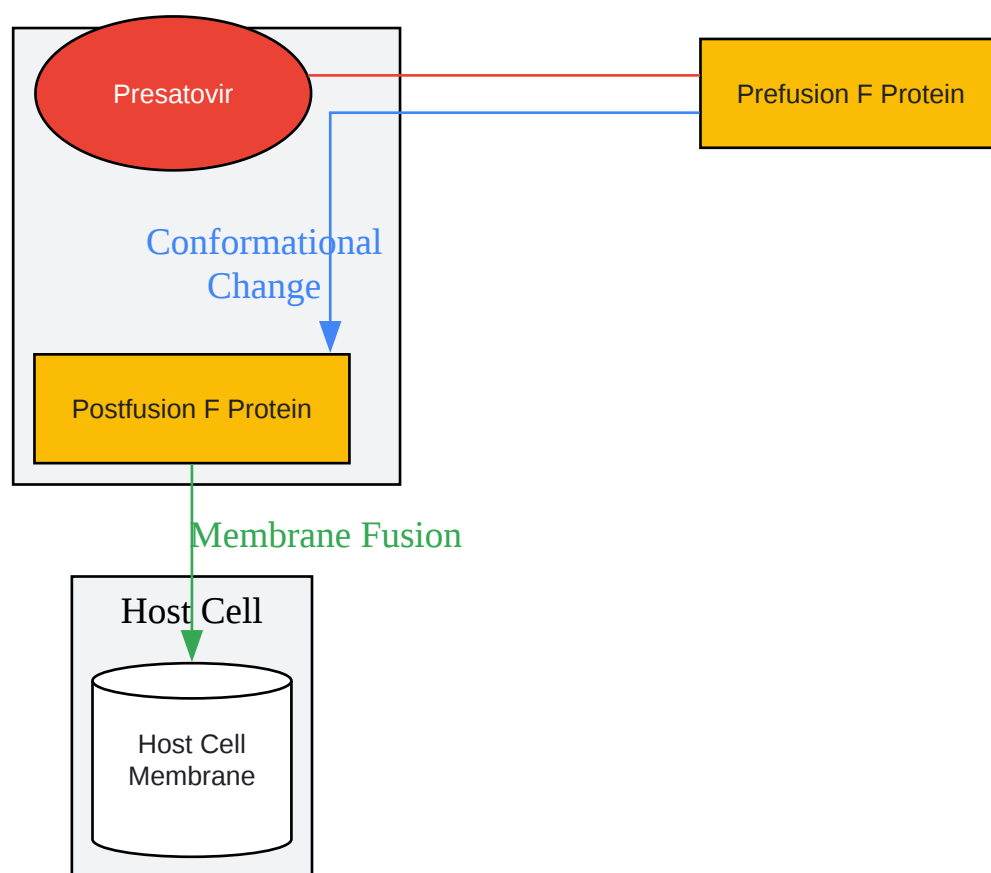 Presatovir
Prefusion F Protein
Conformational
Change
Postfusion F Protein
Membrane Fusion
Host Cell
Host Cell
Membrane